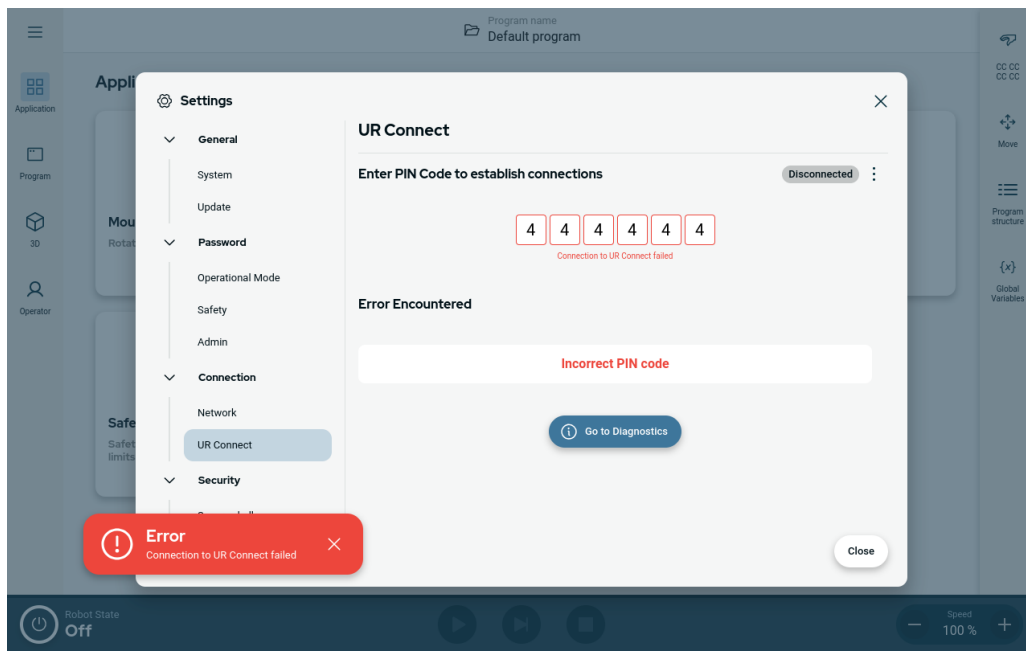 Program name
Default program
Application
Program
3D
Operator
Appli
Mou
Rotat
Safe
Safet
limits
Settings
General
System
Update
Password
Operational Mode
Safety
Admin
Connection
Network
UR Connect
Security
UR Connect
Enter PIN Code to establish connections
Disconnected
4 4 4 4 4 4
Connection to UR Connect failed
Error Encountered
Incorrect PIN code
Go to Diagnostics
Close
Error
Connection to UR Connect failed
CC CC
CC CC
Move
Program
structure
{x}
Global
Variables
Robot State
Off
Speed
100 %